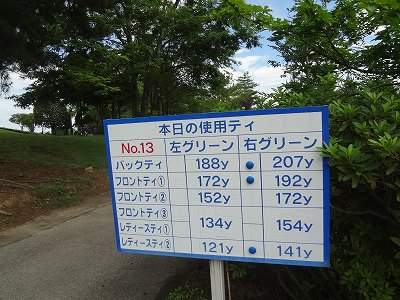 本日の使用ティ
No.13 左グリーン 右グリーン
バックティ 188y 207y
フロントティ① 172y 192y
フロントティ② 152y 172y
フロントティ③
レディースティ① 134y 154y
レディースティ② 121y 141y